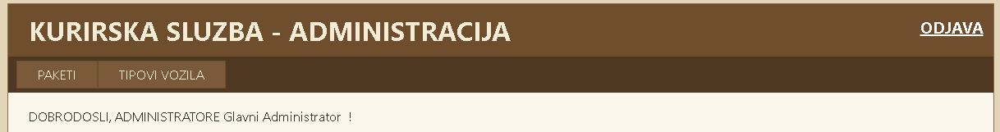 KURIRSKA SLUZBA - ADMINISTRACIJA
ODJAVA
PAKETI
TIPOVI VOZILA
DOBRODOSLI, ADMINISTRATORE Glavni Administrator !